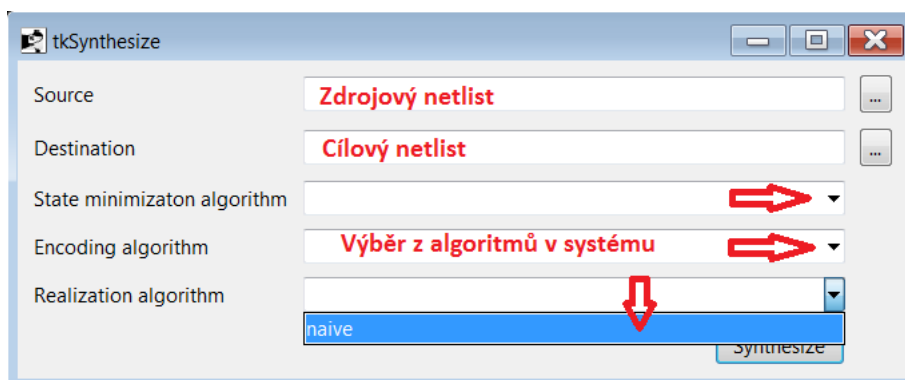 tkSynthesize
Source Zdrojový netlist ...
Destination Cílový netlist ...
State minimizaton algorithm
Encoding algorithm Výběr z algoritmů v systému
Realization algorithm
naive
Synthesize